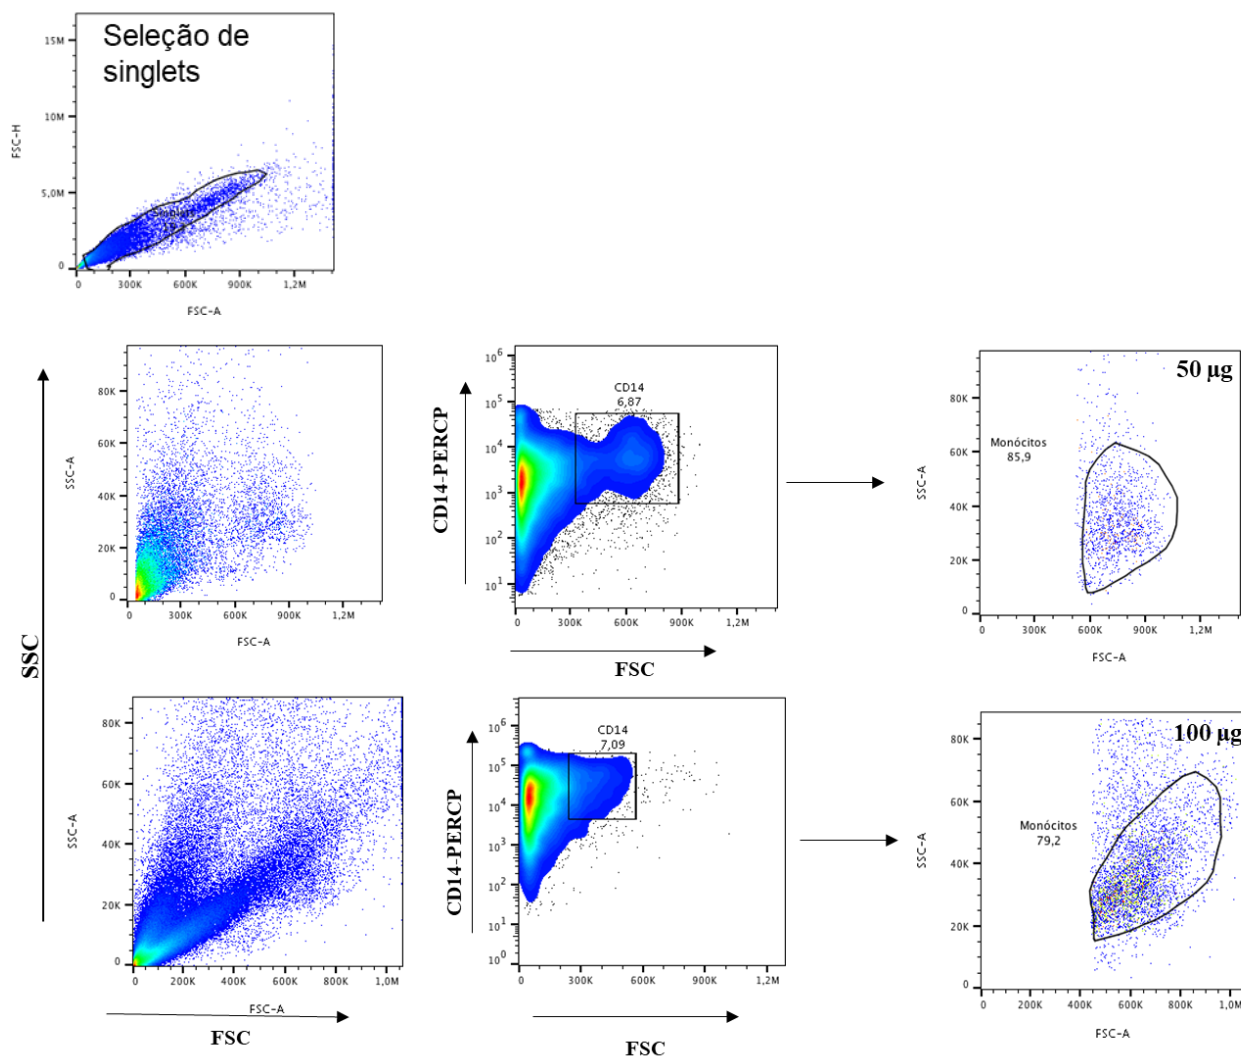 Seleção de
singlets
15M
10M
5,0M
0
FSC-H
0 300K 600K 900K 1,2M
FSC-A
SSC
80K
60K
40K
20K
0
SSC-A
0 300K 600K 900K 1,2M
FSC-A
CD14-PERCP
10^6
10^5
10^4
10^3
10^2
10^1
CD14
6,87
0 300K 600K 900K 1,2M
FSC
50 µg
80K
60K
40K
20K
0
SSC-A
Monócitos
85,9
0 300K 600K 900K 1,2M
FSC-A
80K
60K
40K
20K
0
SSC-A
0 200K 400K 600K 800K 1,0M
FSC-A
FSC
CD14-PERCP
10^6
10^5
10^4
10^3
10^2
10^1
10^0
CD14
7,09
0 300K 600K 900K 1,2M
FSC
100 µg
80K
60K
40K
20K
0
SSC-A
Monócitos
79,2
0 200K 400K 600K 800K 1,0M
FSC-A